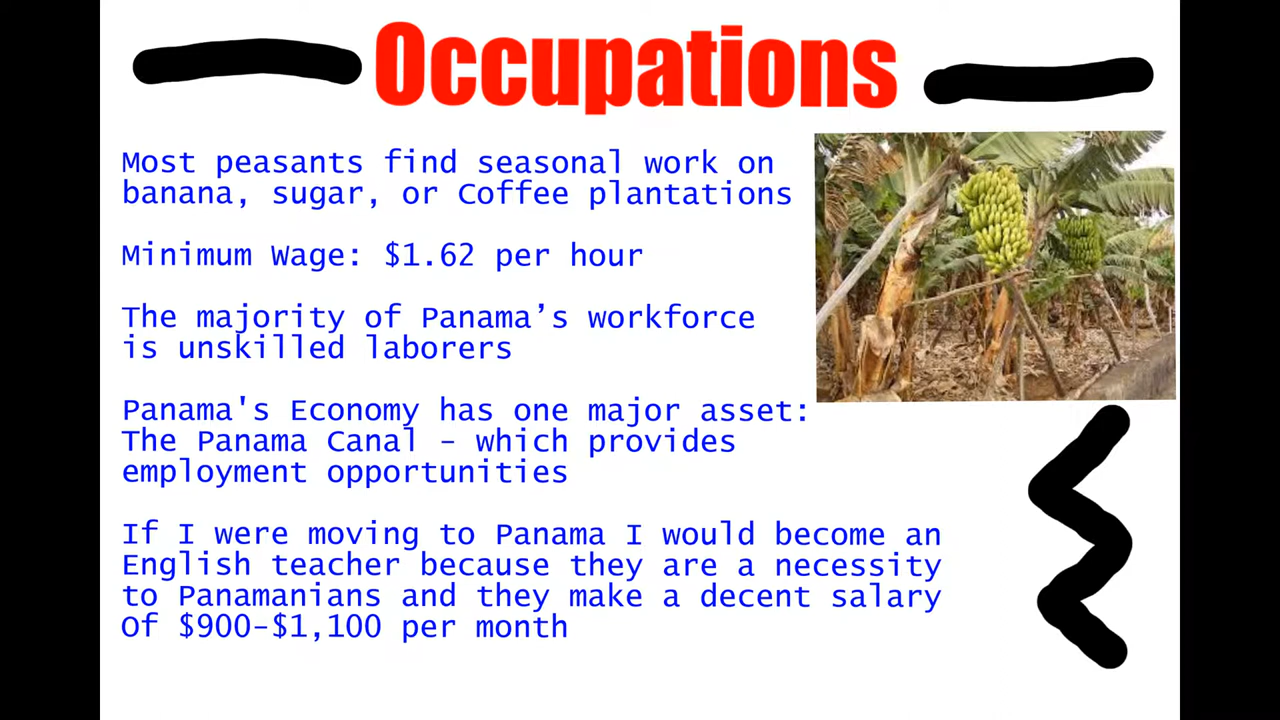 Occupations
Most peasants find seasonal work on
banana, sugar, or Coffee plantations
Minimum Wage: $1.62 per hour
The majority of Panama’s workforce
is unskilled laborers
Panama's Economy has one major asset:
The Panama Canal - which provides
employment opportunities
If I were moving to Panama I would become an
English teacher because they are a necessity
to Panamanians and they make a decent salary
Of $900-$1,100 per month